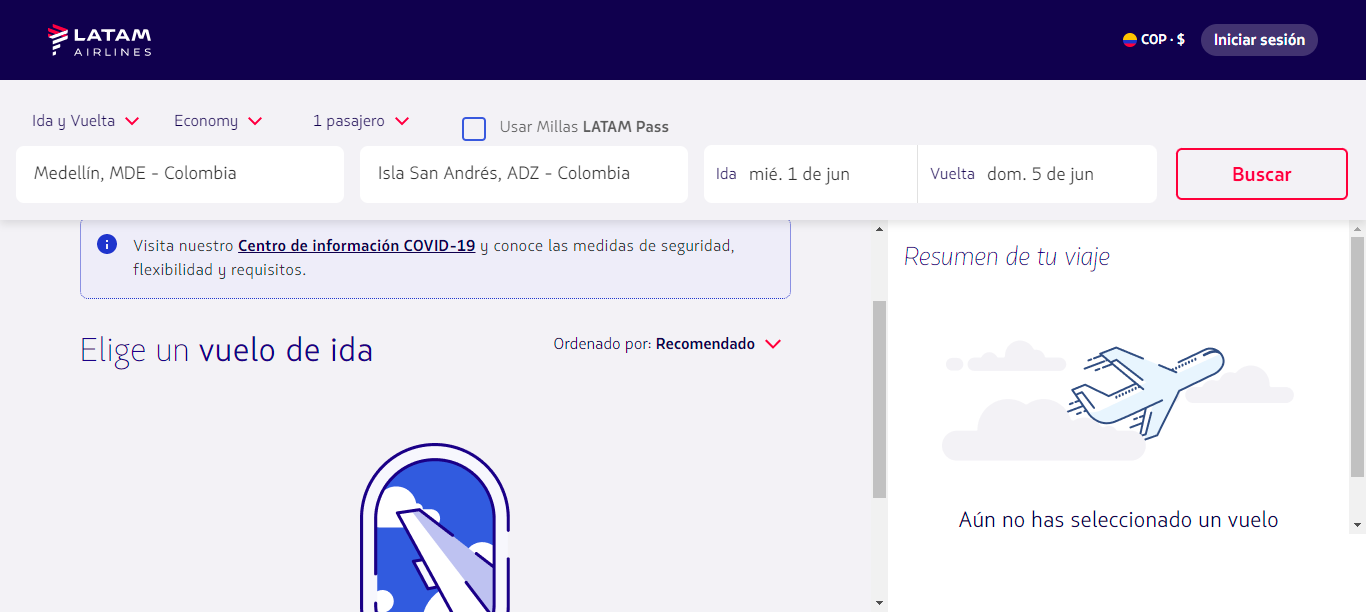 LATAM
AIRLINES
COP · $
Iniciar sesión
Ida y Vuelta
Economy
1 pasajero
Usar Millas LATAM Pass
Medellín, MDE - Colombia
Isla San Andrés, ADZ - Colombia
Ida mié. 1 de jun
Vuelta dom. 5 de jun
Buscar
Visita nuestro Centro de información COVID-19 y conoce las medidas de seguridad,
flexibilidad y requisitos.
Resumen de tu viaje
Elige un vuelo de ida
Ordenado por: Recomendado
Aún no has seleccionado un vuelo